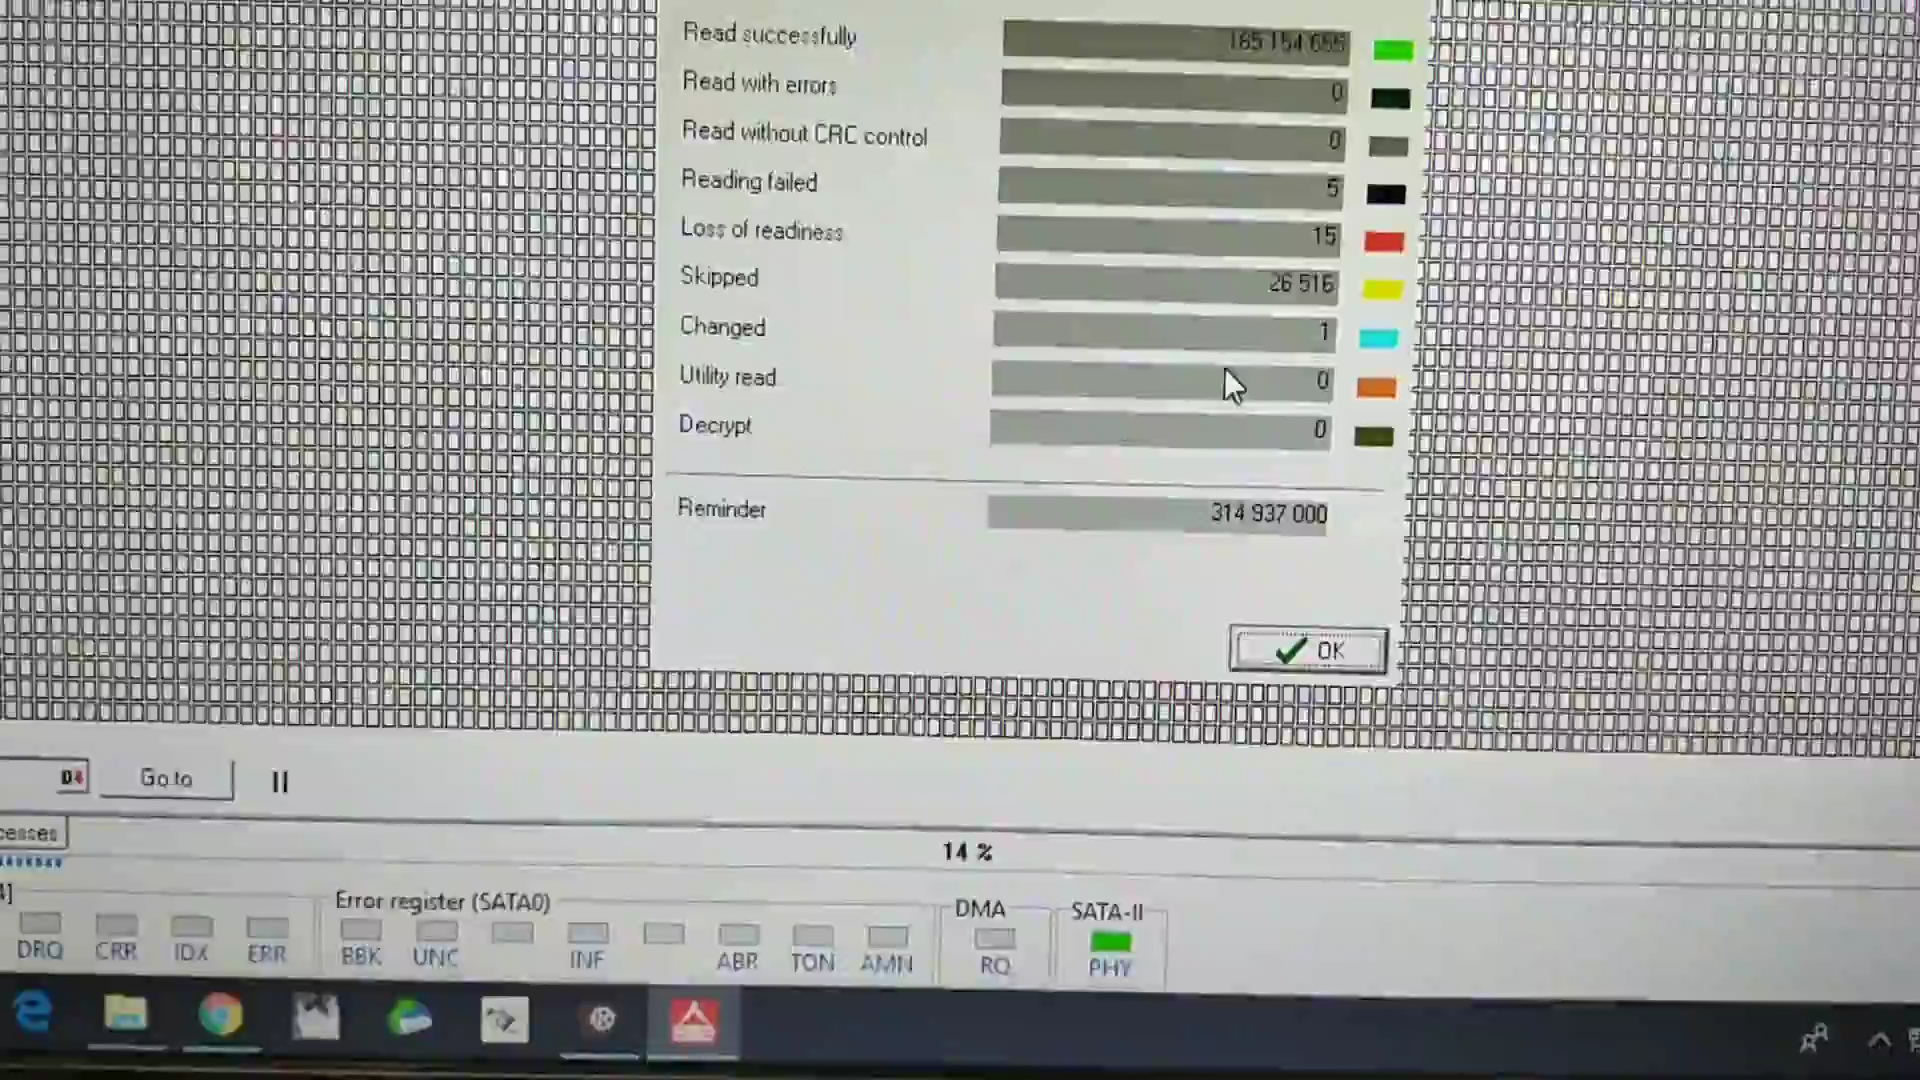 Read successfully 185 154 655
Read with errors 0
Read without CRC control 0
Reading failed 5
Loss of readiness 15
Skipped 26 516
Changed 1
Utility read 0
Decrypt 0
Reminder 314 937 000
OK
Go to
cesses
14 %
4]
Error register (SATA0)
DMA
SATA-II
DRQ CRR IDX ERR BBK UNC INF ABR TON AMN RQ PHY